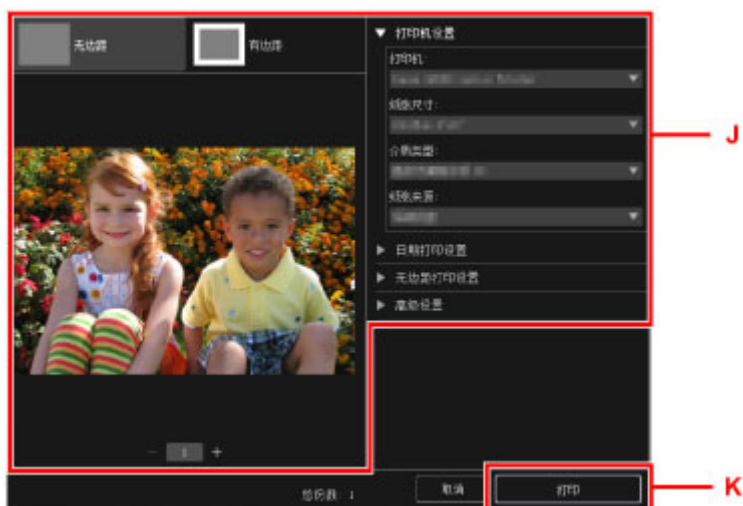 无边距
有边距
打印机设置
打印机:
纸张尺寸:
介质类型:
纸张来源:
日期打印设置
无边距打印设置
高级设置
J
- 1 +
总份数: 1
取消
打印
K